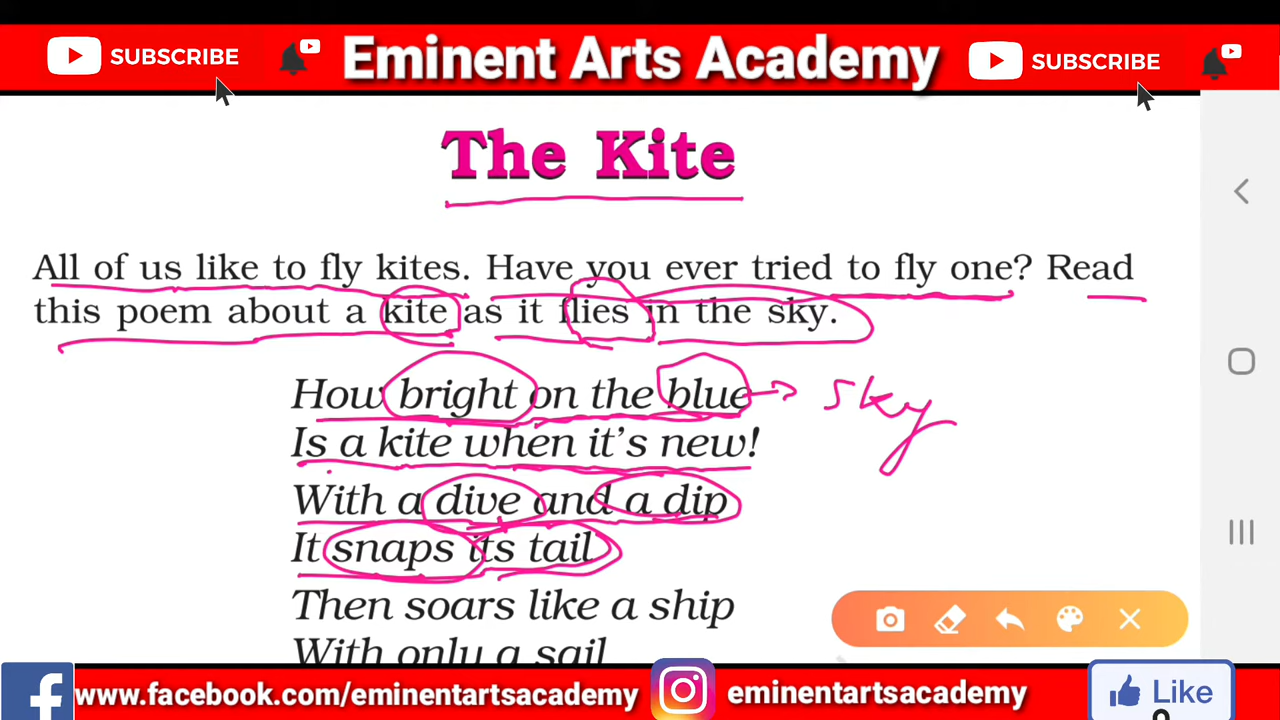 SUBSCRIBE Eminent Arts Academy SUBSCRIBE
The Kite
All of us like to fly kites. Have you ever tried to fly one? Read
this poem about a kite as it flies in the sky.
How bright on the blue → sky
Is a kite when it's new!
With a dive and a dip
It snaps its tail
Then soars like a ship
With only a sail
www.facebook.com/eminentartsacademy eminentartsacademy Like